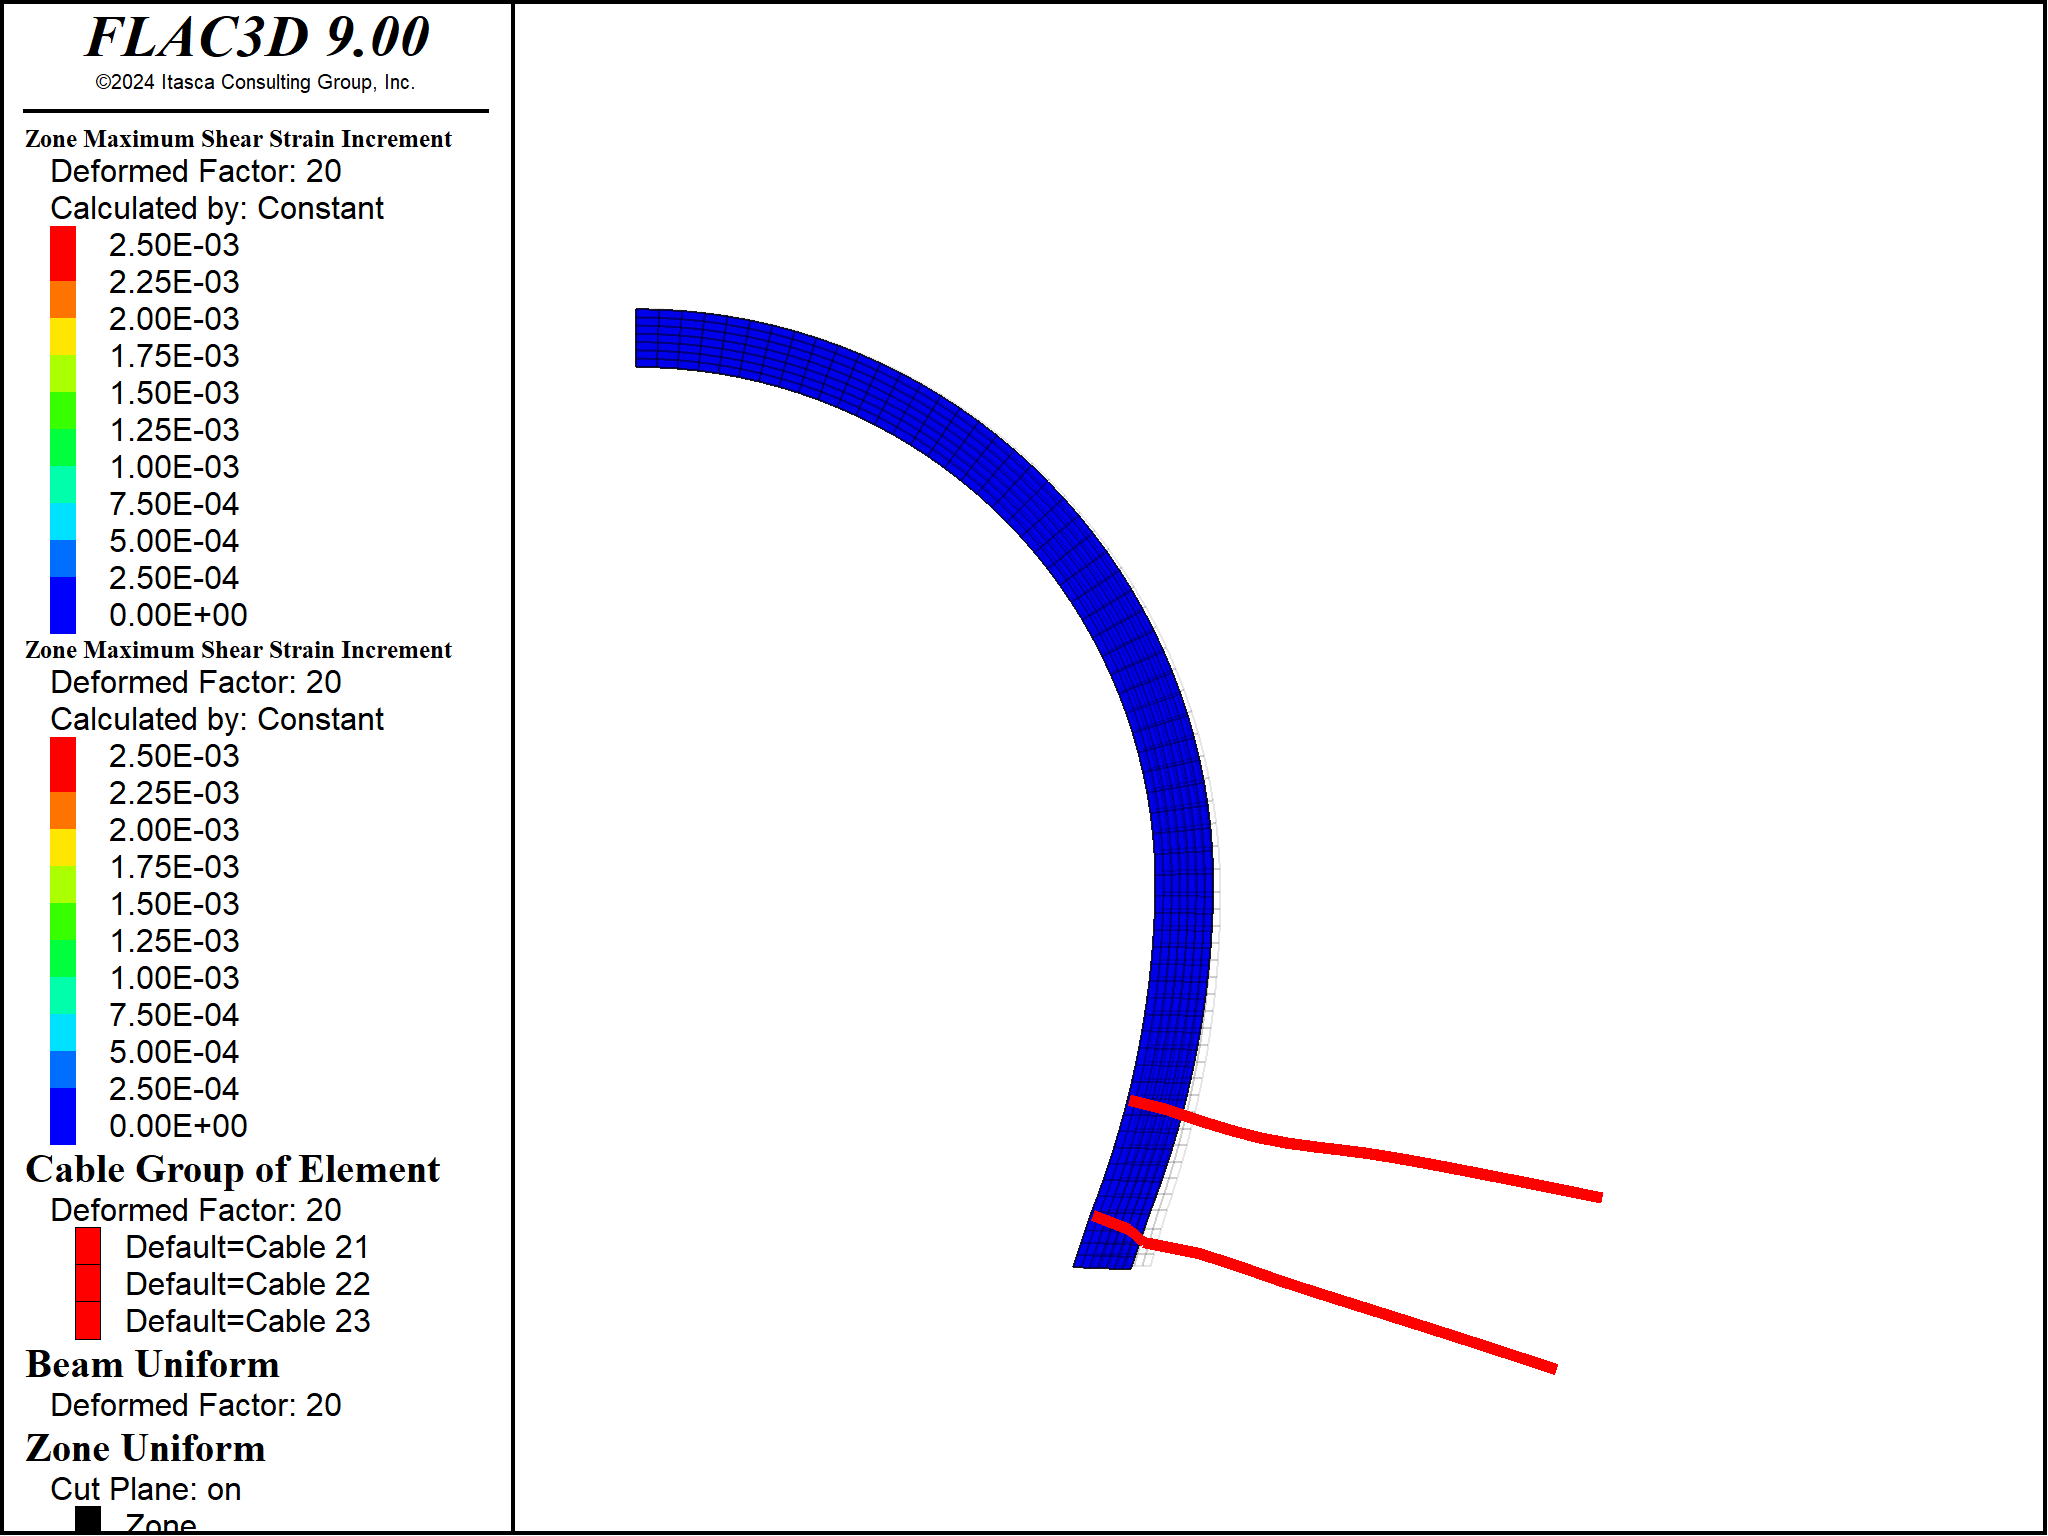 FLAC3D 9.00
©2024 Itasca Consulting Group, Inc.
Zone Maximum Shear Strain Increment
Deformed Factor: 20
Calculated by: Constant
2.50E-03
2.25E-03
2.00E-03
1.75E-03
1.50E-03
1.25E-03
1.00E-03
7.50E-04
5.00E-04
2.50E-04
0.00E+00
Zone Maximum Shear Strain Increment
Deformed Factor: 20
Calculated by: Constant
2.50E-03
2.25E-03
2.00E-03
1.75E-03
1.50E-03
1.25E-03
1.00E-03
7.50E-04
5.00E-04
2.50E-04
0.00E+00
Cable Group of Element
Deformed Factor: 20
Default=Cable 21
Default=Cable 22
Default=Cable 23
Beam Uniform
Deformed Factor: 20
Zone Uniform
Cut Plane: on
Zone